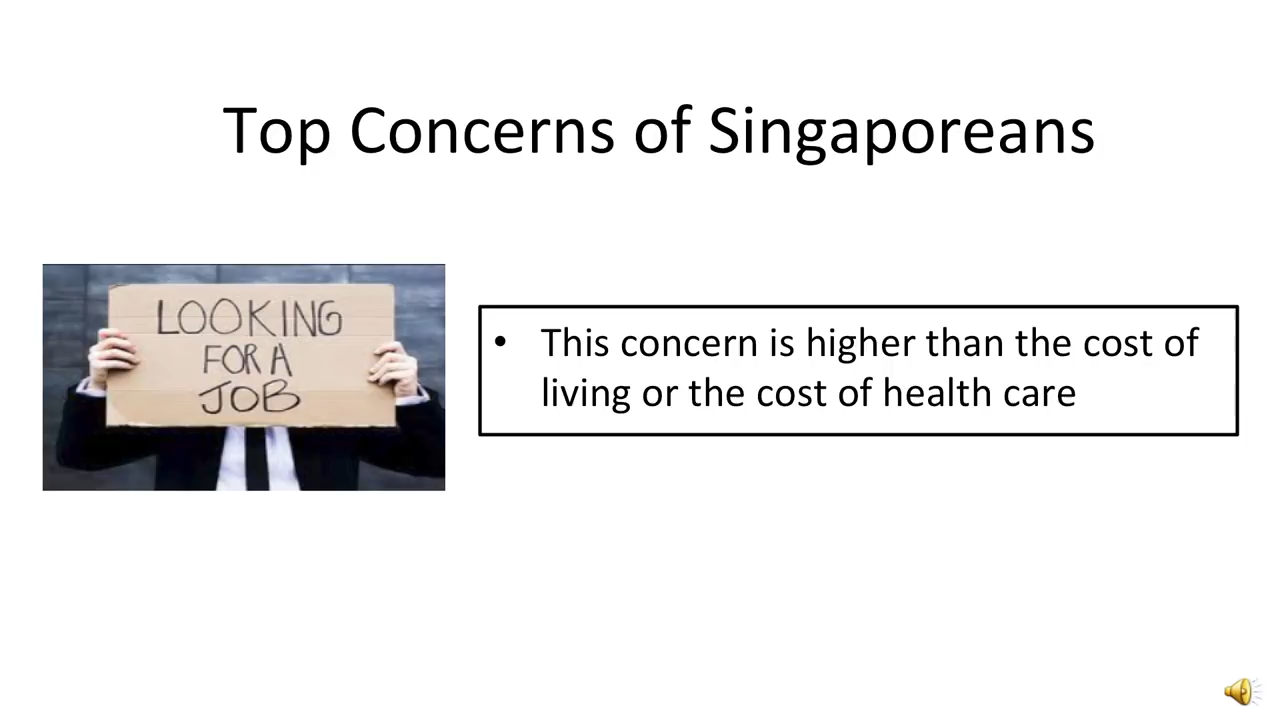 Top Concerns of Singaporeans
LOOKING
FOR A
JOB
• This concern is higher than the cost of
living or the cost of health care